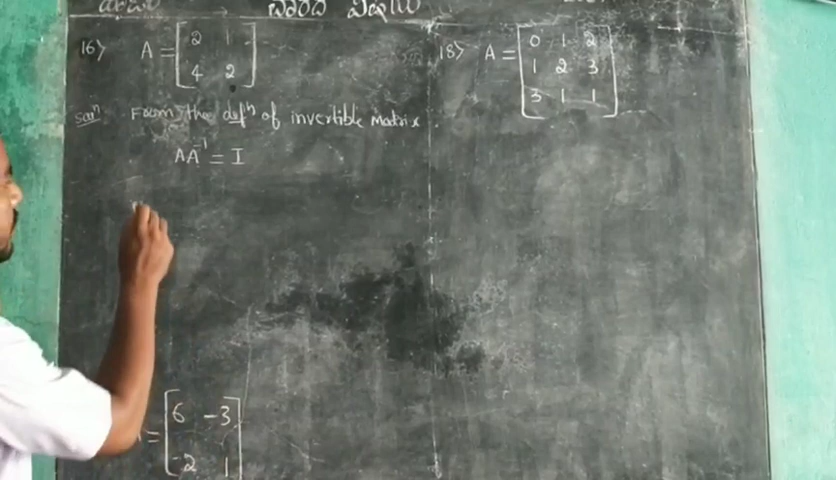 16> A = [ 2 1
4 2 ]
Solⁿ From the defⁿ of invertible Matrix
AA⁻¹ = I
= [ 6 -3
-2 1 ]
18> A = [ 0 1 2
1 2 3
3 1 1 ]